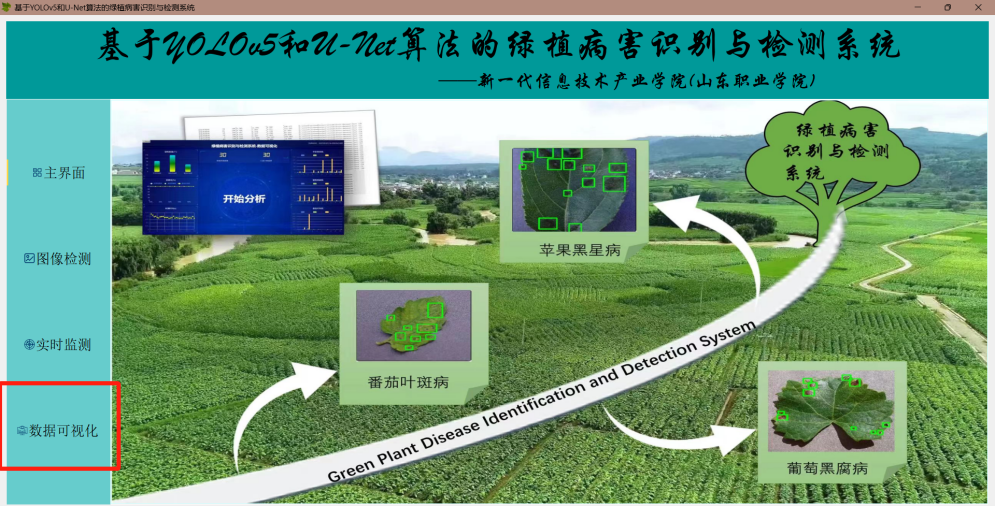 基于YOLOv5和U-Net算法的绿植病害识别与检测系统
基于YOLOv5和U-Net算法的绿植病害识别与检测系统
——新一代信息技术产业学院(山东职业学院)
主界面
图像检测
实时监测
数据可视化
开始分析
绿植病害
识别与检测
系统
苹果黑星病
番茄叶斑病
葡萄黑腐病
Green Plant Disease Identification and Detection System